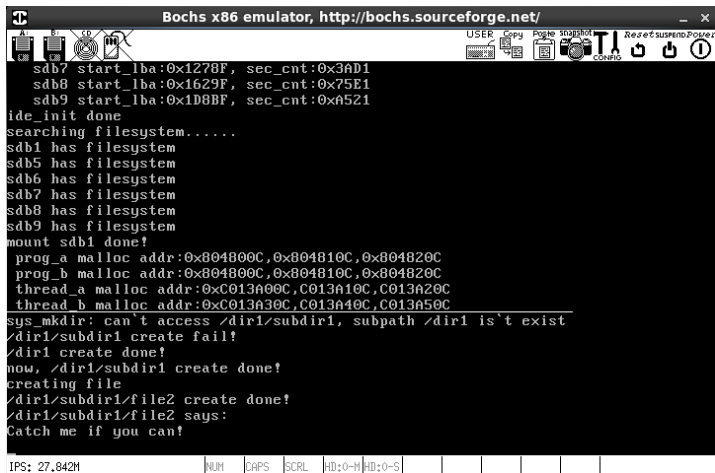 Bochs x86 emulator, http://bochs.sourceforge.net/
A: B: CD USER Copy Paste snapshot CONFIG Reset SUSPEND Power
sdb7 start_lba:0x1278F, sec_cnt:0x3AD1
sdb8 start_lba:0x1629F, sec_cnt:0x75E1
sdb9 start_lba:0x1D8BF, sec_cnt:0xA521
ide_init done
searching filesystem......
sdb1 has filesystem
sdb5 has filesystem
sdb6 has filesystem
sdb7 has filesystem
sdb8 has filesystem
sdb9 has filesystem
mount sdb1 done!
prog_a malloc addr:0x804800C,0x804810C,0x804820C
prog_b malloc addr:0x804800C,0x804810C,0x804820C
thread_a malloc addr:0xC013A00C,C013A10C,C013A20C
thread_b malloc addr:0xC013A30C,C013A40C,C013A50C
sys_mkdir: can`t access /dir1/subdir1, subpath /dir1 is`t exist
/dir1/subdir1 create fail!
/dir1 create done!
now, /dir1/subdir1 create done!
creating file
/dir1/subdir1/file2 create done!
/dir1/subdir1/file2 says:
Catch me if you can!
IPS: 27.842M NUM CAPS SCRL HD:0-M HD:0-S